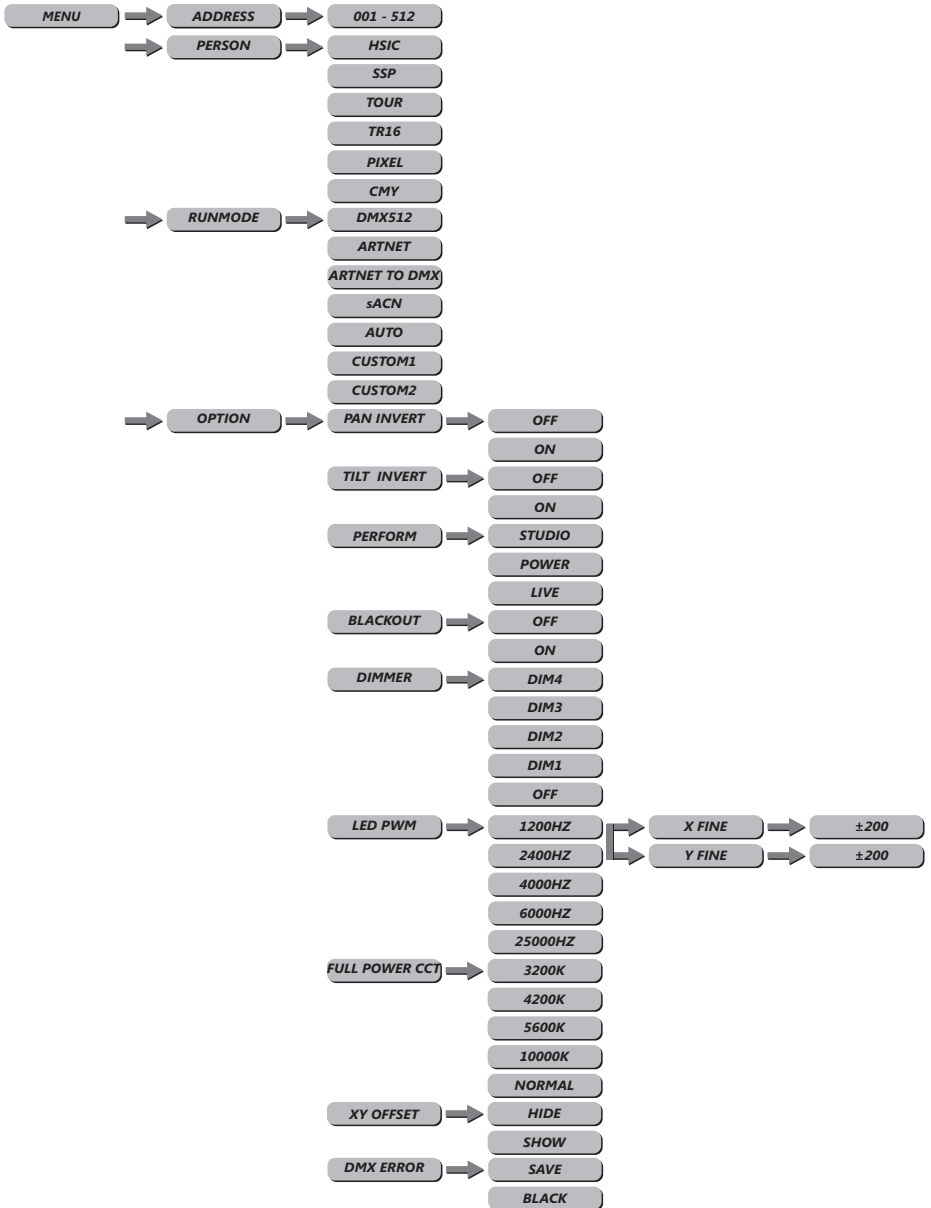 MENU ADDRESS 001 - 512
PERSON HSIC
SSP
TOUR
TR16
PIXEL
CMY
RUNMODE DMX512
ARTNET
ARTNET TO DMX
sACN
AUTO
CUSTOM1
CUSTOM2
OPTION PAN INVERT OFF
ON
TILT INVERT OFF
ON
PERFORM STUDIO
POWER
LIVE
BLACKOUT OFF
ON
DIMMER DIM4
DIM3
DIM2
DIM1
OFF
LED PWM 1200HZ X FINE ±200
2400HZ Y FINE ±200
4000HZ
6000HZ
25000HZ
FULL POWER CCT 3200K
4200K
5600K
10000K
NORMAL
XY OFFSET HIDE
SHOW
DMX ERROR SAVE
BLACK